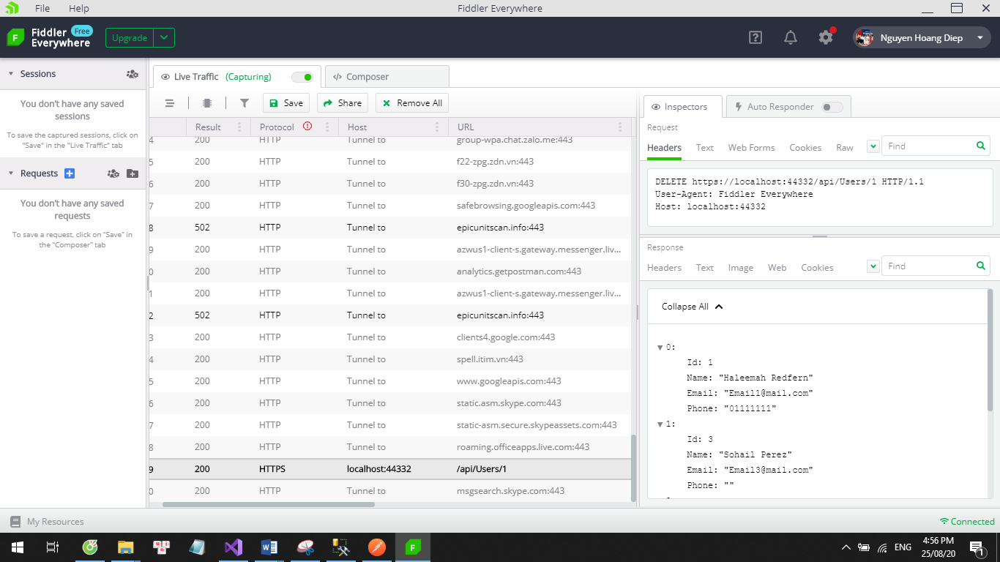 File Help Fiddler Everywhere
Fiddler Free
Everywhere
Upgrade
Nguyen Hoang Diep
Sessions
You don't have any saved
sessions
To save the captured sessions, click on
"Save" in the "Live Traffic" tab
Requests
You don't have any saved
requests
To save a request, click on "Save" in
the "Composer" tab
Live Traffic (Capturing)
</> Composer
Save Share Remove All
Result Protocol Host URL
4 200 HTTP Tunnel to group-wpa.chat.zalo.me:443
5 200 HTTP Tunnel to f22-zpg.zdn.vn:443
6 200 HTTP Tunnel to f30-zpg.zdn.vn:443
7 200 HTTP Tunnel to safebrowsing.googleapis.com:443
8 502 HTTP Tunnel to epicunitscan.info:443
9 200 HTTP Tunnel to azwus1-client-s.gateway.messenger.liv...
0 200 HTTP Tunnel to analytics.getpostman.com:443
1 200 HTTP Tunnel to azwus1-client-s.gateway.messenger.liv...
2 502 HTTP Tunnel to epicunitscan.info:443
3 200 HTTP Tunnel to clients4.google.com:443
4 200 HTTP Tunnel to spell.itim.vn:443
5 200 HTTP Tunnel to www.googleapis.com:443
6 200 HTTP Tunnel to static.asm.skype.com:443
7 200 HTTP Tunnel to static-asm.secure.skypeassets.com:443
8 200 HTTP Tunnel to roaming.officeapps.live.com:443
9 200 HTTPS localhost:44332 /api/Users/1
0 200 HTTP Tunnel to msgsearch.skype.com:443
Inspectors Auto Responder
Request
Headers Text Web Forms Cookies Raw Find
DELETE https://localhost:44332/api/Users/1 HTTP/1.1
User-Agent: Fiddler Everywhere
Host: localhost:44332
Response
Headers Text Image Web Cookies Find
Collapse All
0:
Id: 1
Name: "Haleemah Redfern"
Email: "Email1@mail.com"
Phone: "01111111"
1:
Id: 3
Name: "Sohail Perez"
Email: "Email3@mail.com"
Phone: ""
My Resources
Connected
ENG
4:56 PM
25/08/20
1